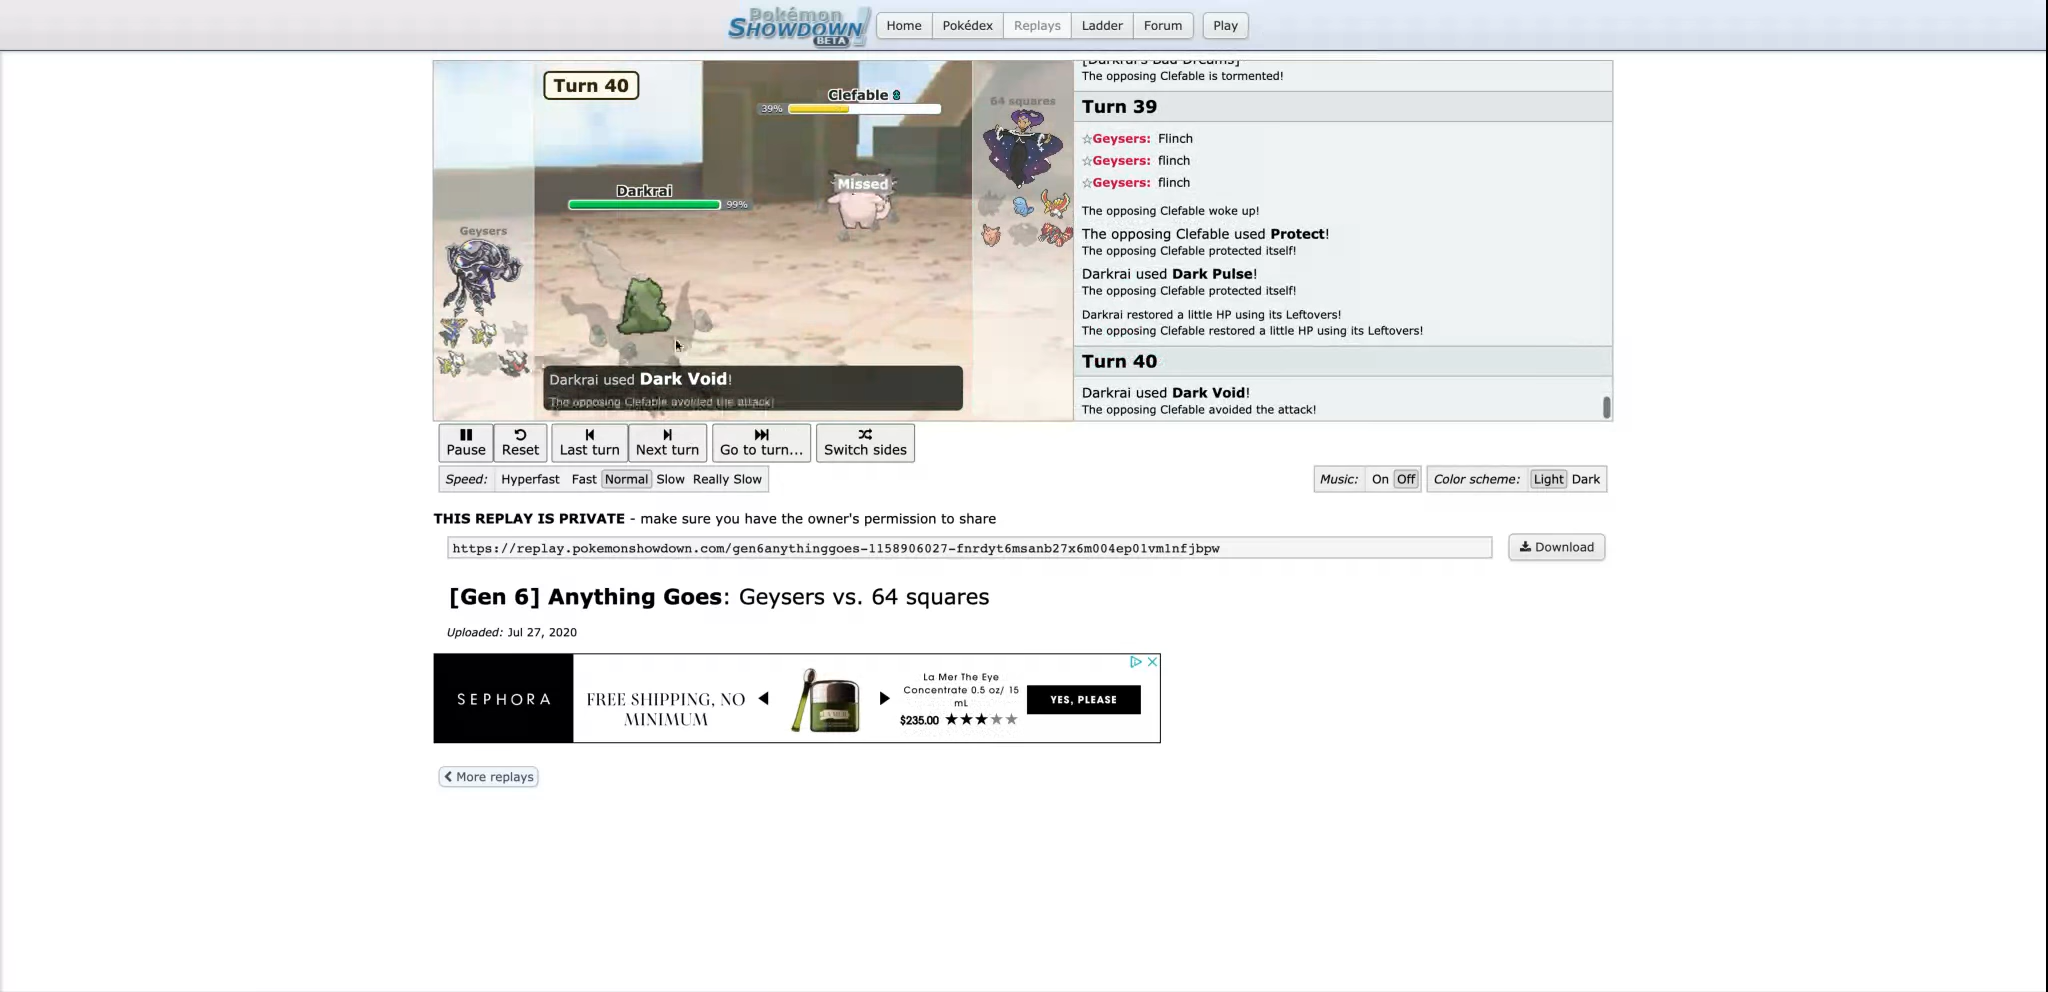 Pokémon
SHOWDOWN!
BETA
Home
Pokédex
Replays
Ladder
Forum
Play
Turn 40
Clefable
39%
Missed
Darkrai
99%
Geysers
64 squares
Darkrai used Dark Void!
The opposing Clefable avoided the attack!
[Darkrai's Bad Dreams]
The opposing Clefable is tormented!
Turn 39
☆Geysers: Flinch
☆Geysers: flinch
☆Geysers: flinch
The opposing Clefable woke up!
The opposing Clefable used Protect!
The opposing Clefable protected itself!
Darkrai used Dark Pulse!
The opposing Clefable protected itself!
Darkrai restored a little HP using its Leftovers!
The opposing Clefable restored a little HP using its Leftovers!
Turn 40
Darkrai used Dark Void!
The opposing Clefable avoided the attack!
Pause
Reset
Last turn
Next turn
Go to turn...
Switch sides
Speed: Hyperfast Fast Normal Slow Really Slow
Music: On Off
Color scheme: Light Dark
THIS REPLAY IS PRIVATE - make sure you have the owner's permission to share
https://replay.pokemonshowdown.com/gen6anythinggoes-1158906027-fnrdyt6msanb27x6m004ep01vm1nfjbpw
Download
[Gen 6] Anything Goes: Geysers vs. 64 squares
Uploaded: Jul 27, 2020
SEPHORA
FREE SHIPPING, NO
MINIMUM
LA MER
La Mer The Eye
Concentrate 0.5 oz/ 15
mL
$235.00
YES, PLEASE
More replays